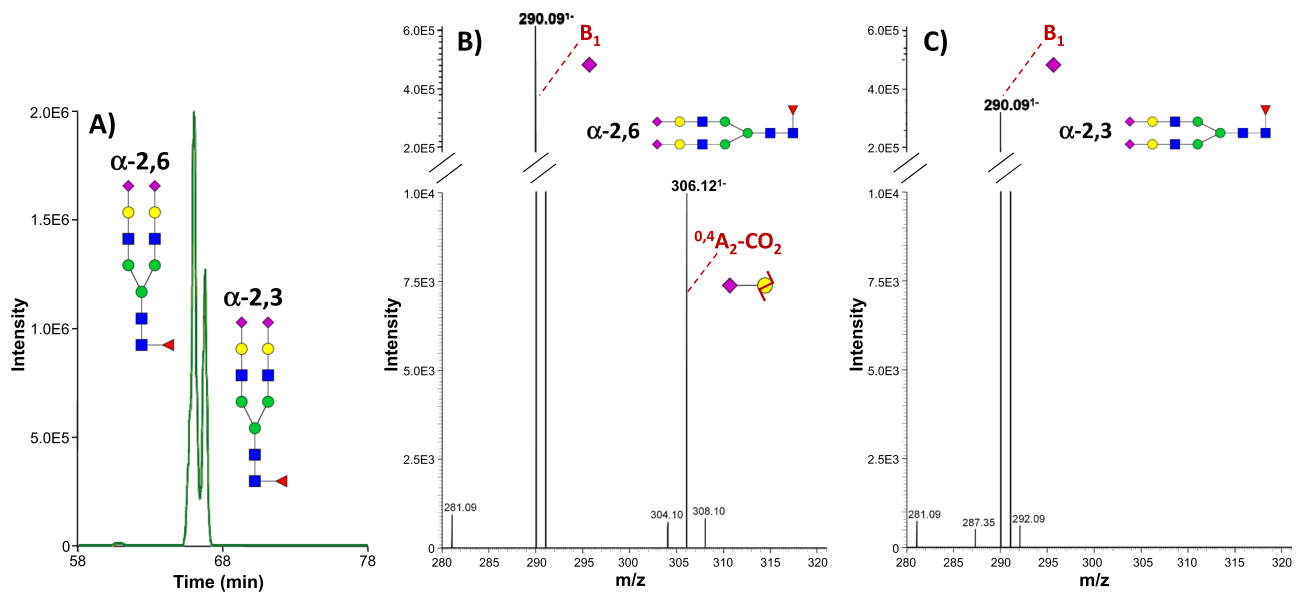 A)
2.0E6
1.5E6
1.0E6
5.0E5
0
Intensity
58
68
78
Time (min)
α-2,6
α-2,3
B)
6.0E5
4.0E5
2.0E5
1.0E4
7.5E3
5.0E3
2.5E3
0
Intensity
290.09¹⁻
B₁
α-2,6
306.12¹⁻
⁰,⁴A₂-CO₂
281.09
304.10
308.10
280
285
290
295
300
305
310
315
320
m/z
C)
6.0E5
4.0E5
2.0E5
1.0E4
7.5E3
5.0E3
2.5E3
0
Intensity
B₁
290.09¹⁻
α-2,3
281.09
287.35
292.09
280
285
290
295
300
305
310
315
320
m/z